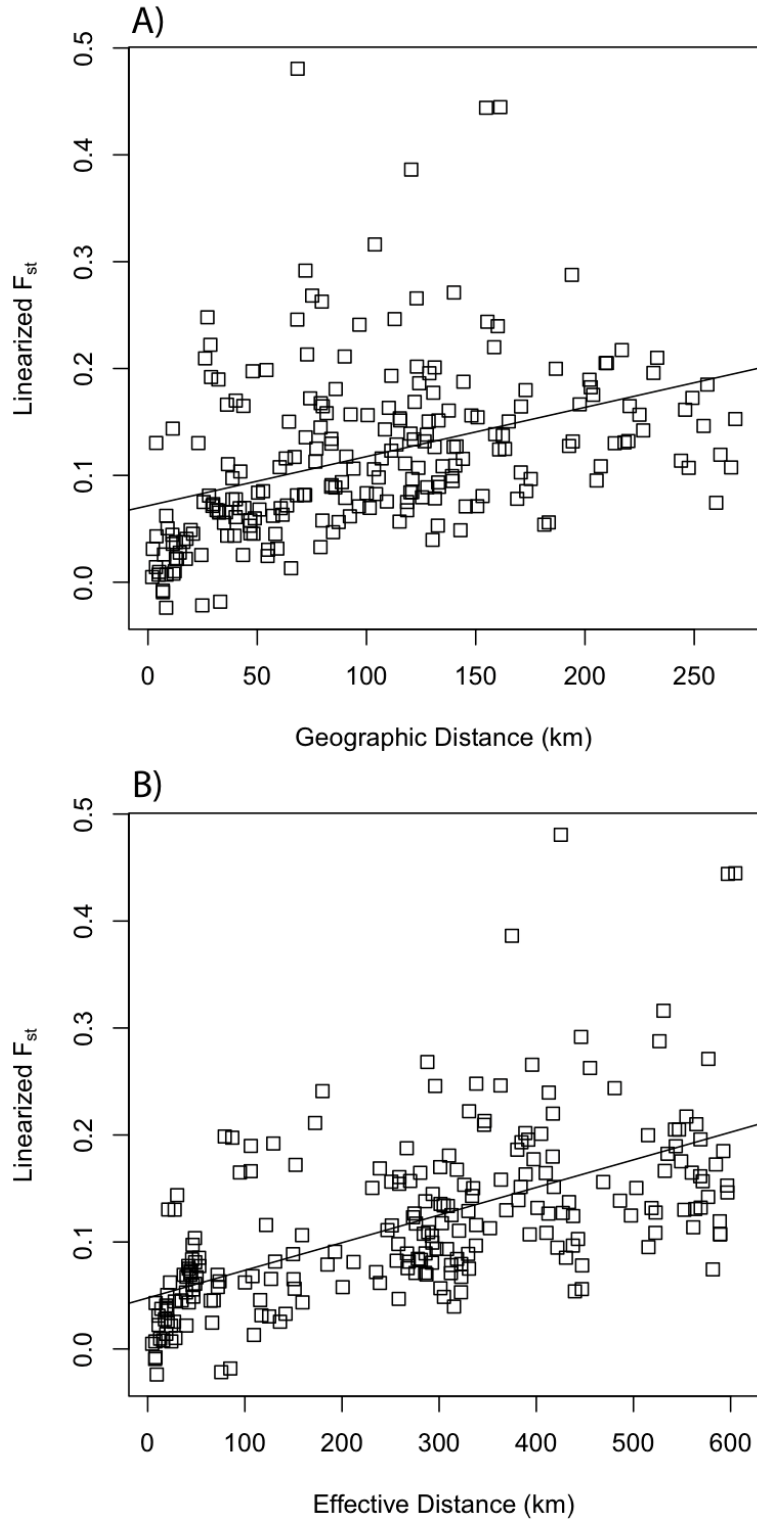 A)
0.5
0.4
0.3
0.2
0.1
0.0
Linearized Fst
0 50 100 150 200 250
Geographic Distance (km)
B)
0.5
0.4
0.3
0.2
0.1
0.0
Linearized Fst
0 100 200 300 400 500 600
Effective Distance (km)